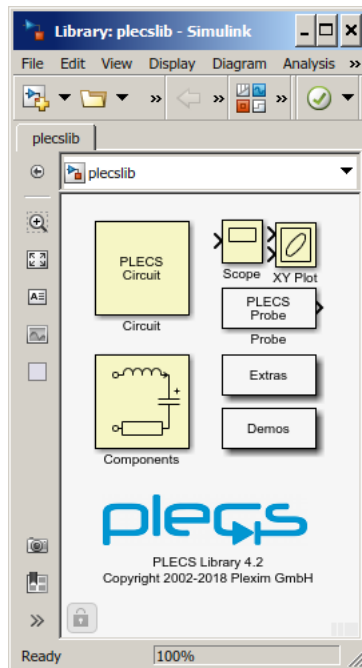 Library: plecslib - Simulink
File Edit View Display Diagram Analysis »
» » »
plecslib
plecslib
PLECS
Circuit
Circuit
Scope
XY Plot
PLECS
Probe
Probe
Components
Extras
Demos
plecs
PLECS Library 4.2
Copyright 2002-2018 Plexim GmbH
»
Ready 100%